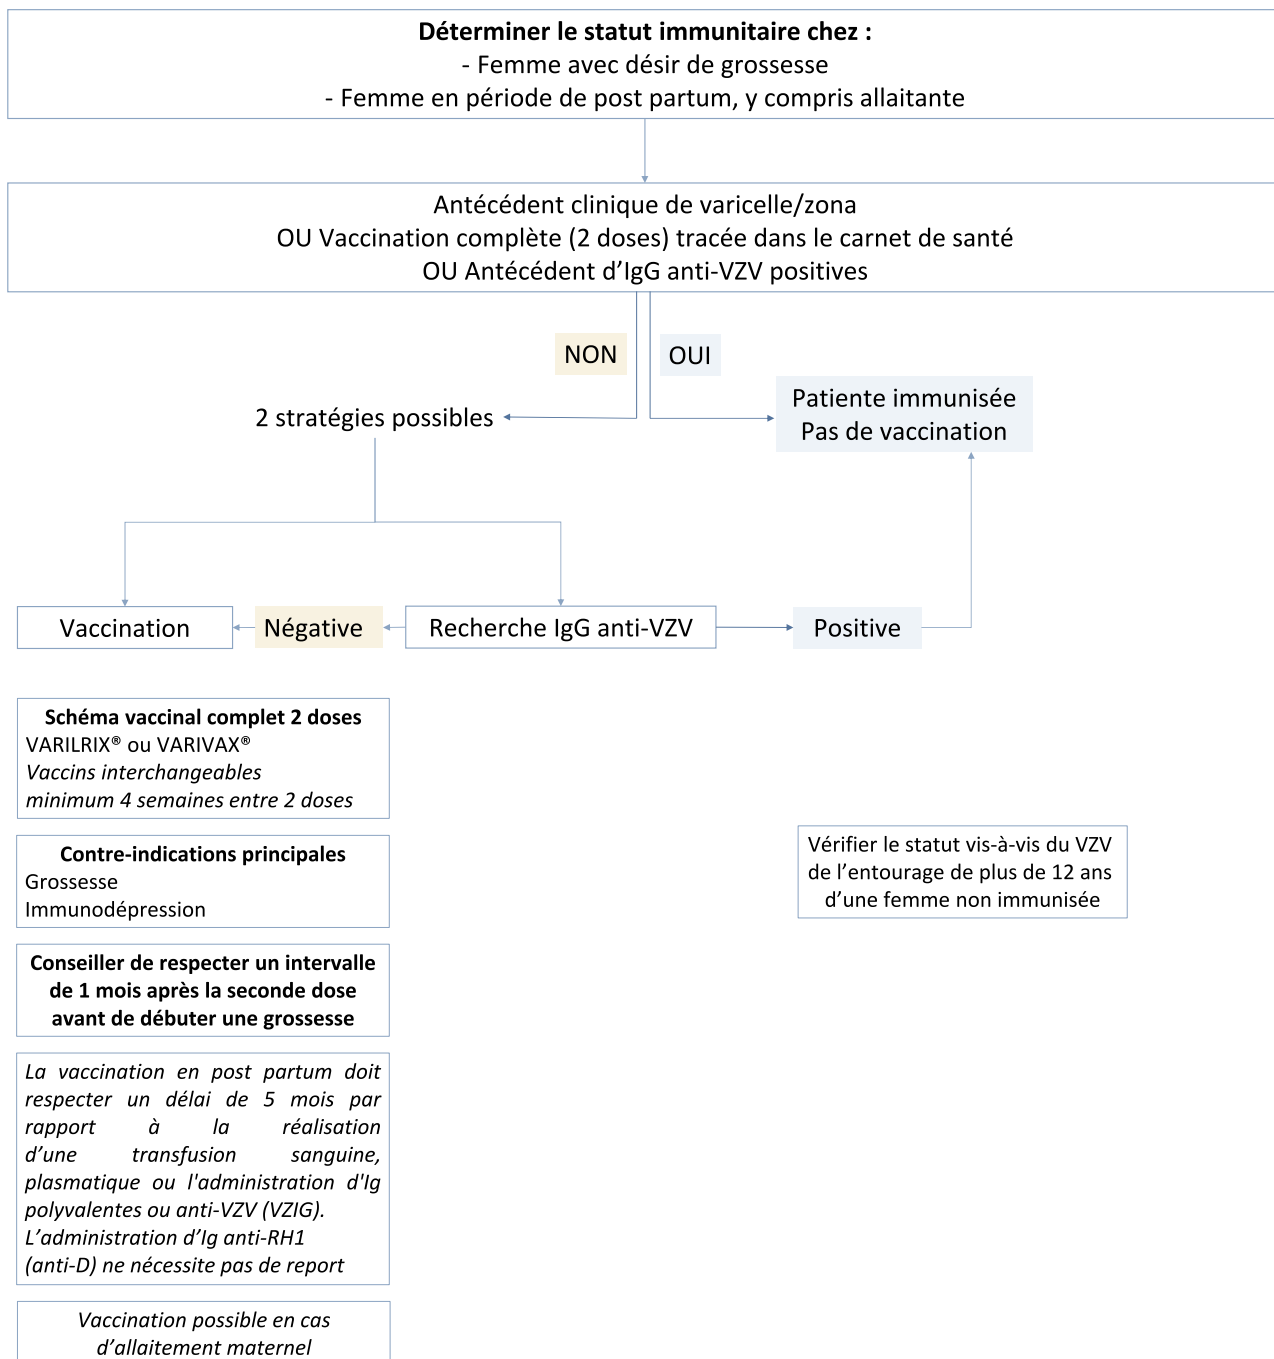 Déterminer le statut immunitaire chez :
- Femme avec désir de grossesse
- Femme en période de post partum, y compris allaitante
Antécédent clinique de varicelle/zona
OU Vaccination complète (2 doses) tracée dans le carnet de santé
OU Antécédent d’IgG anti-VZV positives
NON
OUI
2 stratégies possibles
Patiente immunisée
Pas de vaccination
Vaccination
Négative
Recherche IgG anti-VZV
Positive
Schéma vaccinal complet 2 doses
VARILRIX® ou VARIVAX®
Vaccins interchangeables
minimum 4 semaines entre 2 doses
Contre-indications principales
Grossesse
Immunodépression
Vérifier le statut vis-à-vis du VZV
de l’entourage de plus de 12 ans
d’une femme non immunisée
Conseiller de respecter un intervalle
de 1 mois après la seconde dose
avant de débuter une grossesse
La vaccination en post partum doit
respecter un délai de 5 mois par
rapport à la réalisation
d’une transfusion sanguine,
plasmatique ou l'administration d'Ig
polyvalentes ou anti-VZV (VZIG).
L’administration d’Ig anti-RH1
(anti-D) ne nécessite pas de report
Vaccination possible en cas
d’allaitement maternel